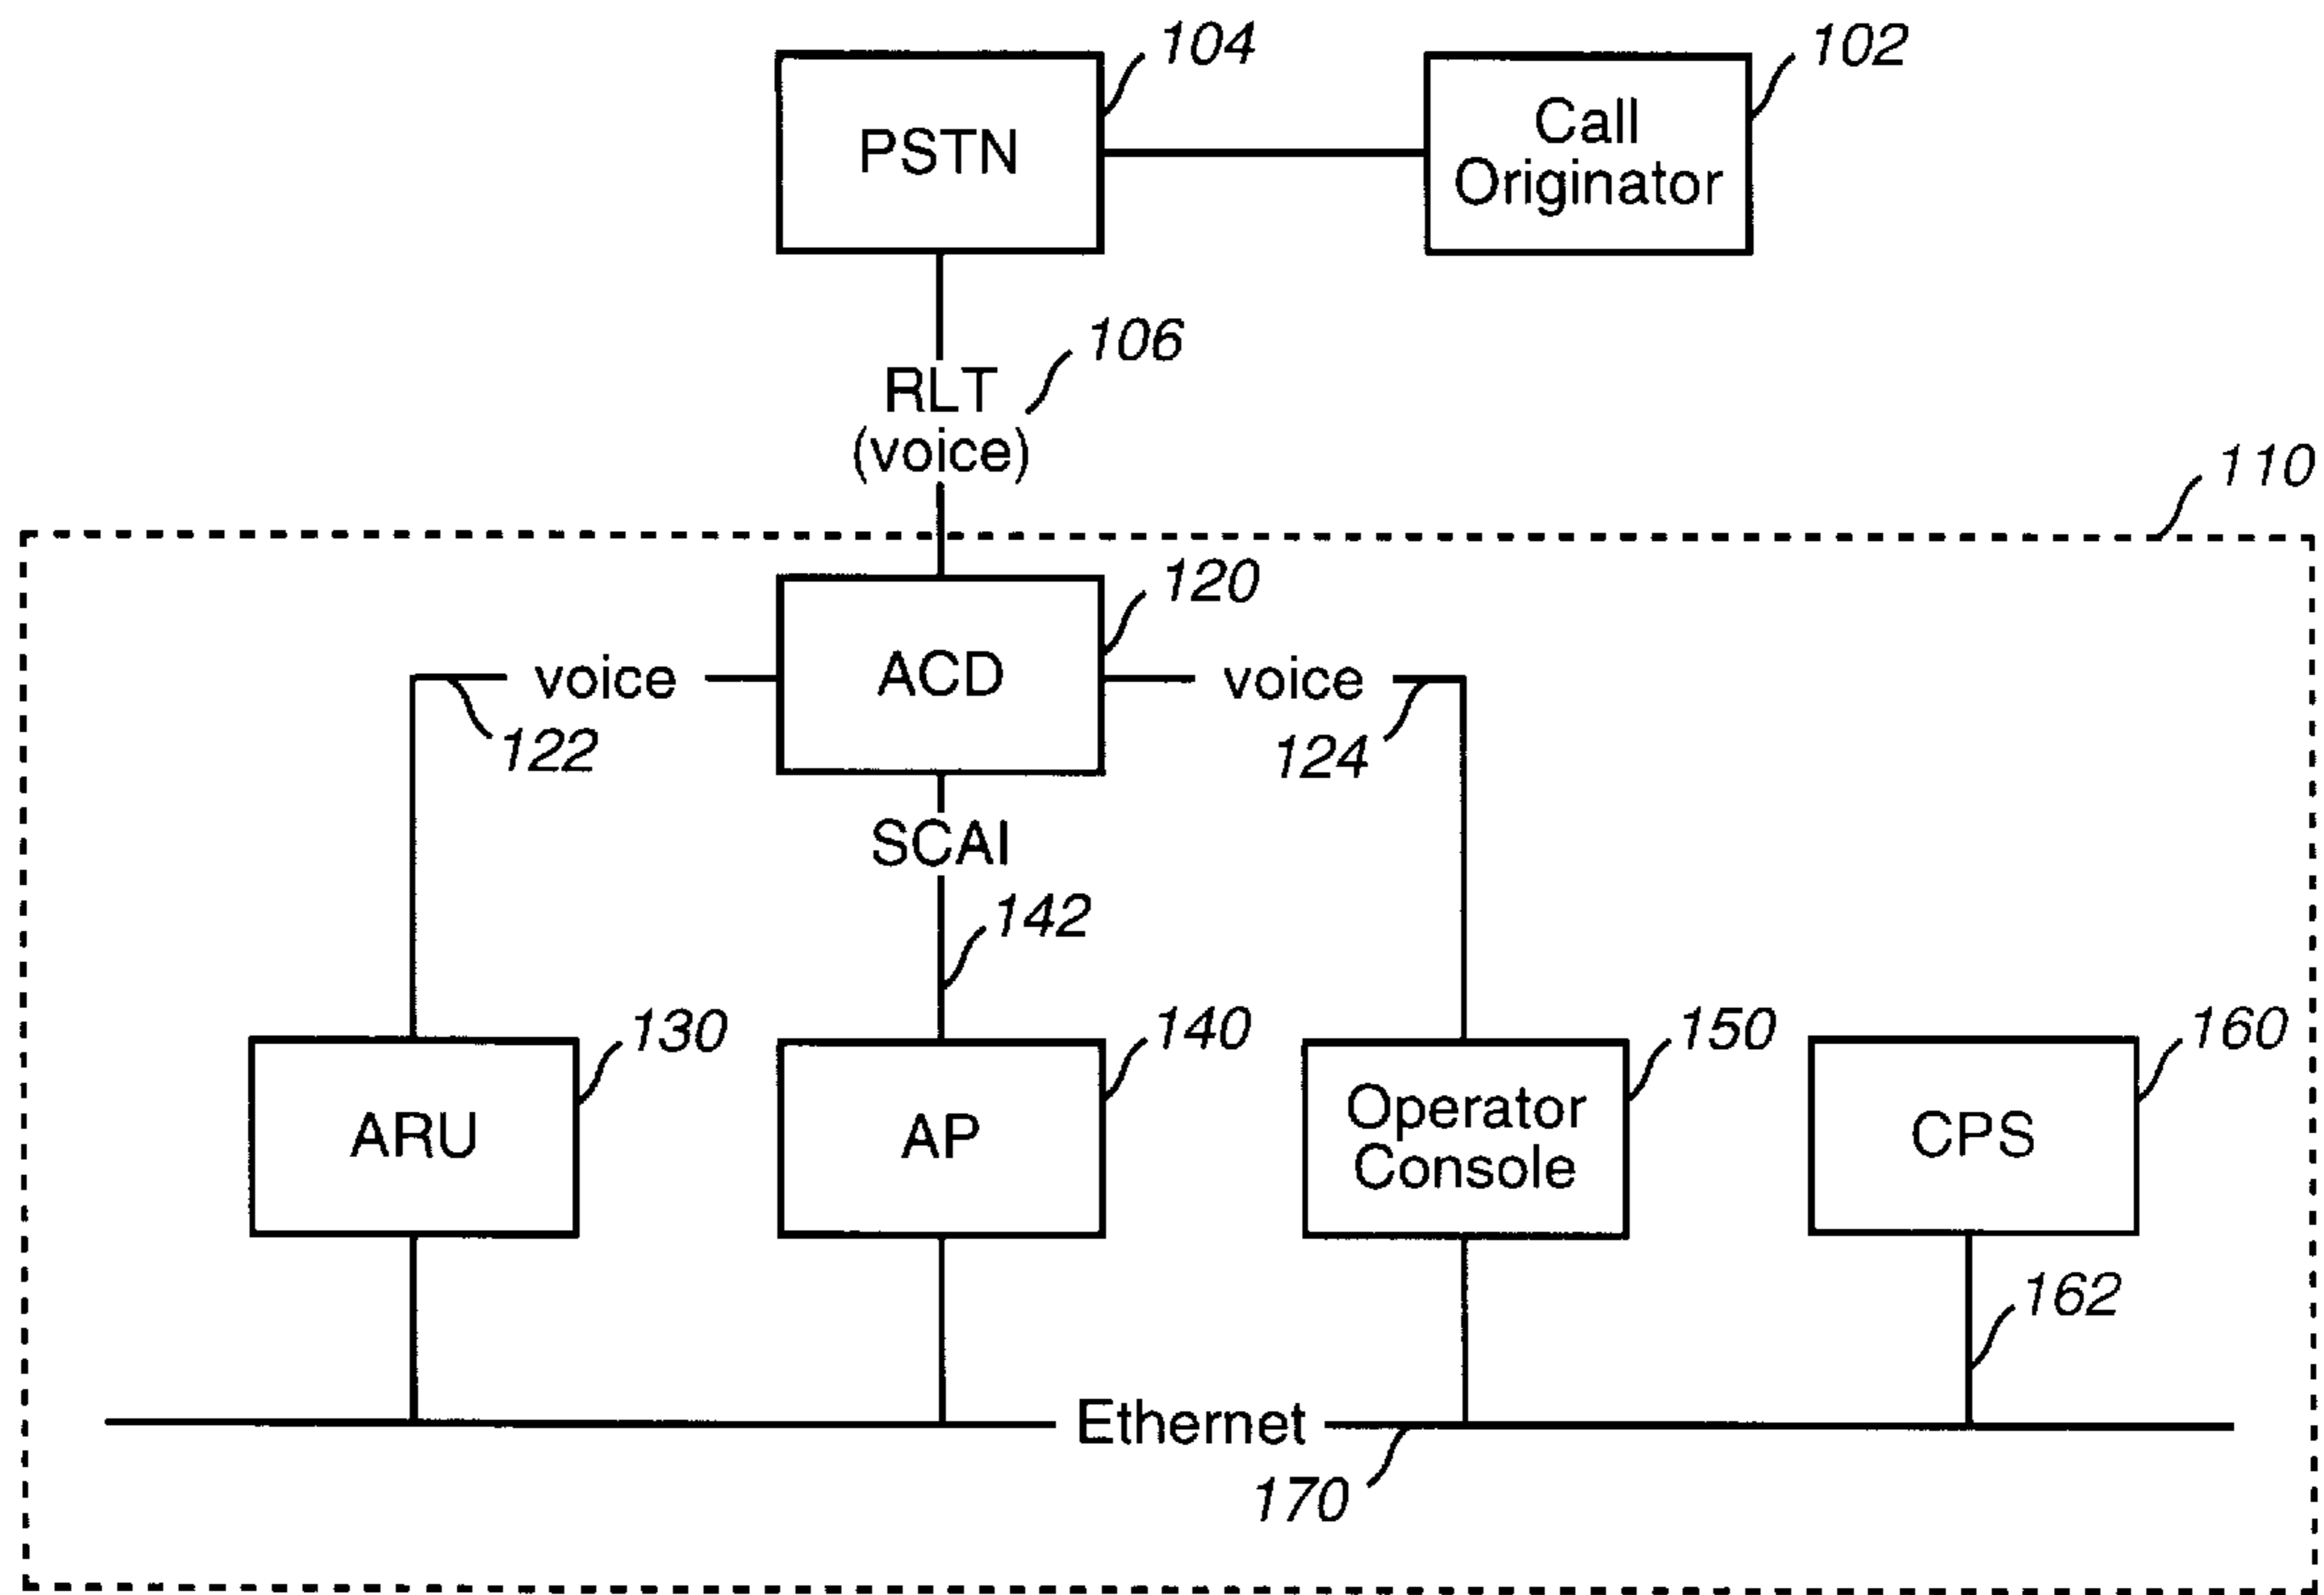 104
102
PSTN
Call
Originator
106
RLT
(voice)
110
120
voice
ACD
voice
122
124
SCAI
142
130
140
150
160
ARU
AP
Operator
Console
CPS
162
Ethernet
170